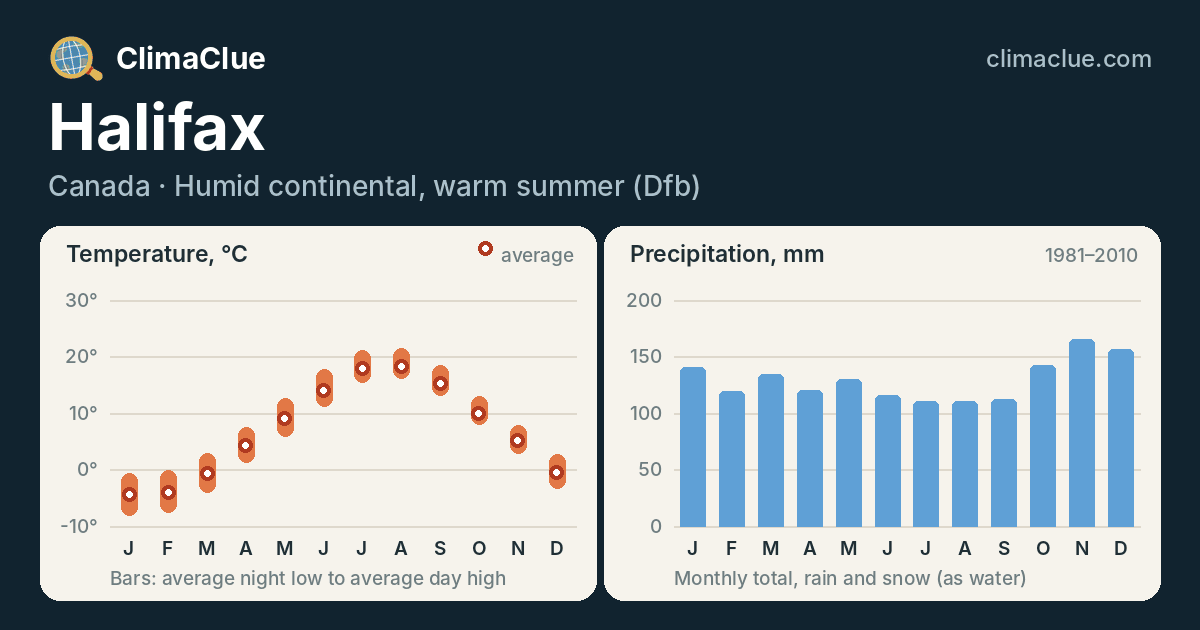 ClimaClue
climaclue.com
Halifax
Canada · Humid continental, warm summer (Dfb)
Temperature, °C
average
30°
20°
10°
0°
-10°
J F M A M J J A S O N D
Bars: average night low to average day high
Precipitation, mm
1981–2010
200
150
100
50
0
J F M A M J J A S O N D
Monthly total, rain and snow (as water)